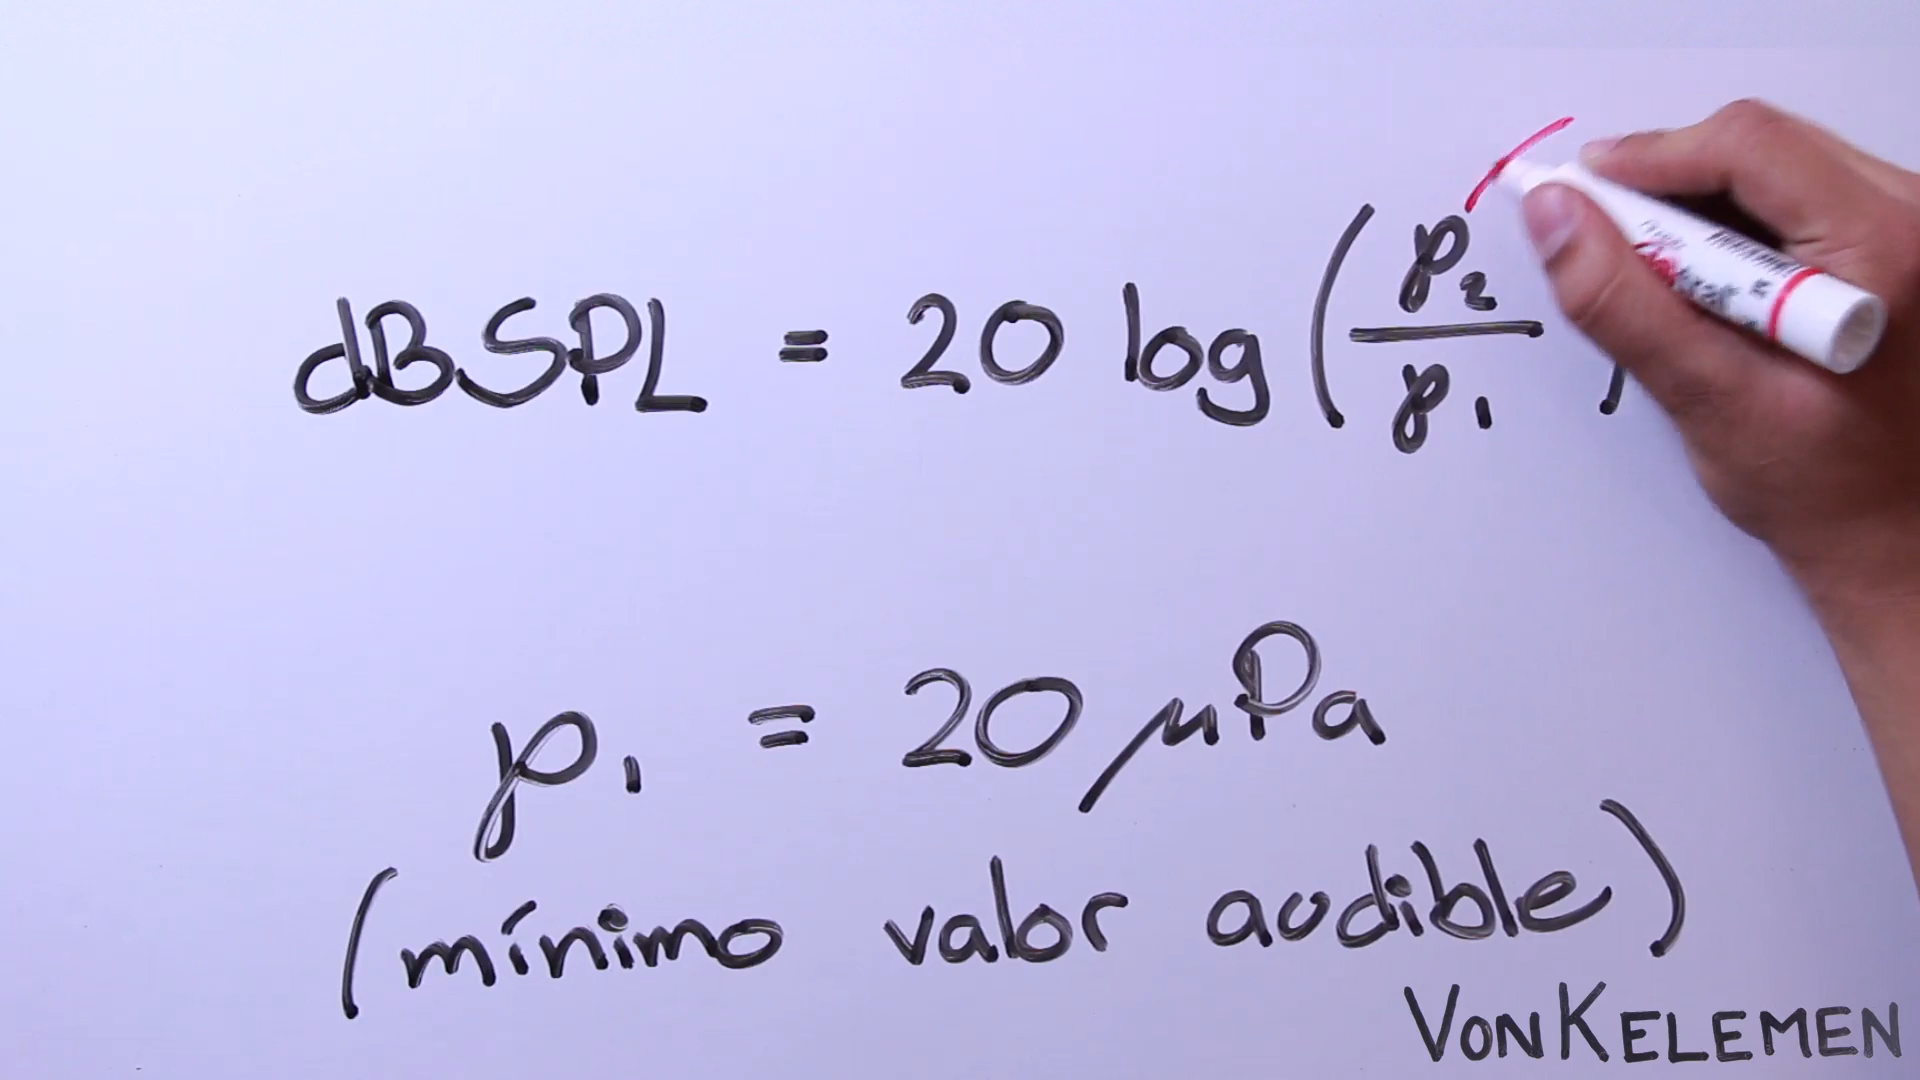 dBSPL = 20 log (p₂/p₁)
p₁ = 20 μPa
(mínimo valor audible)
VONKELEMEN